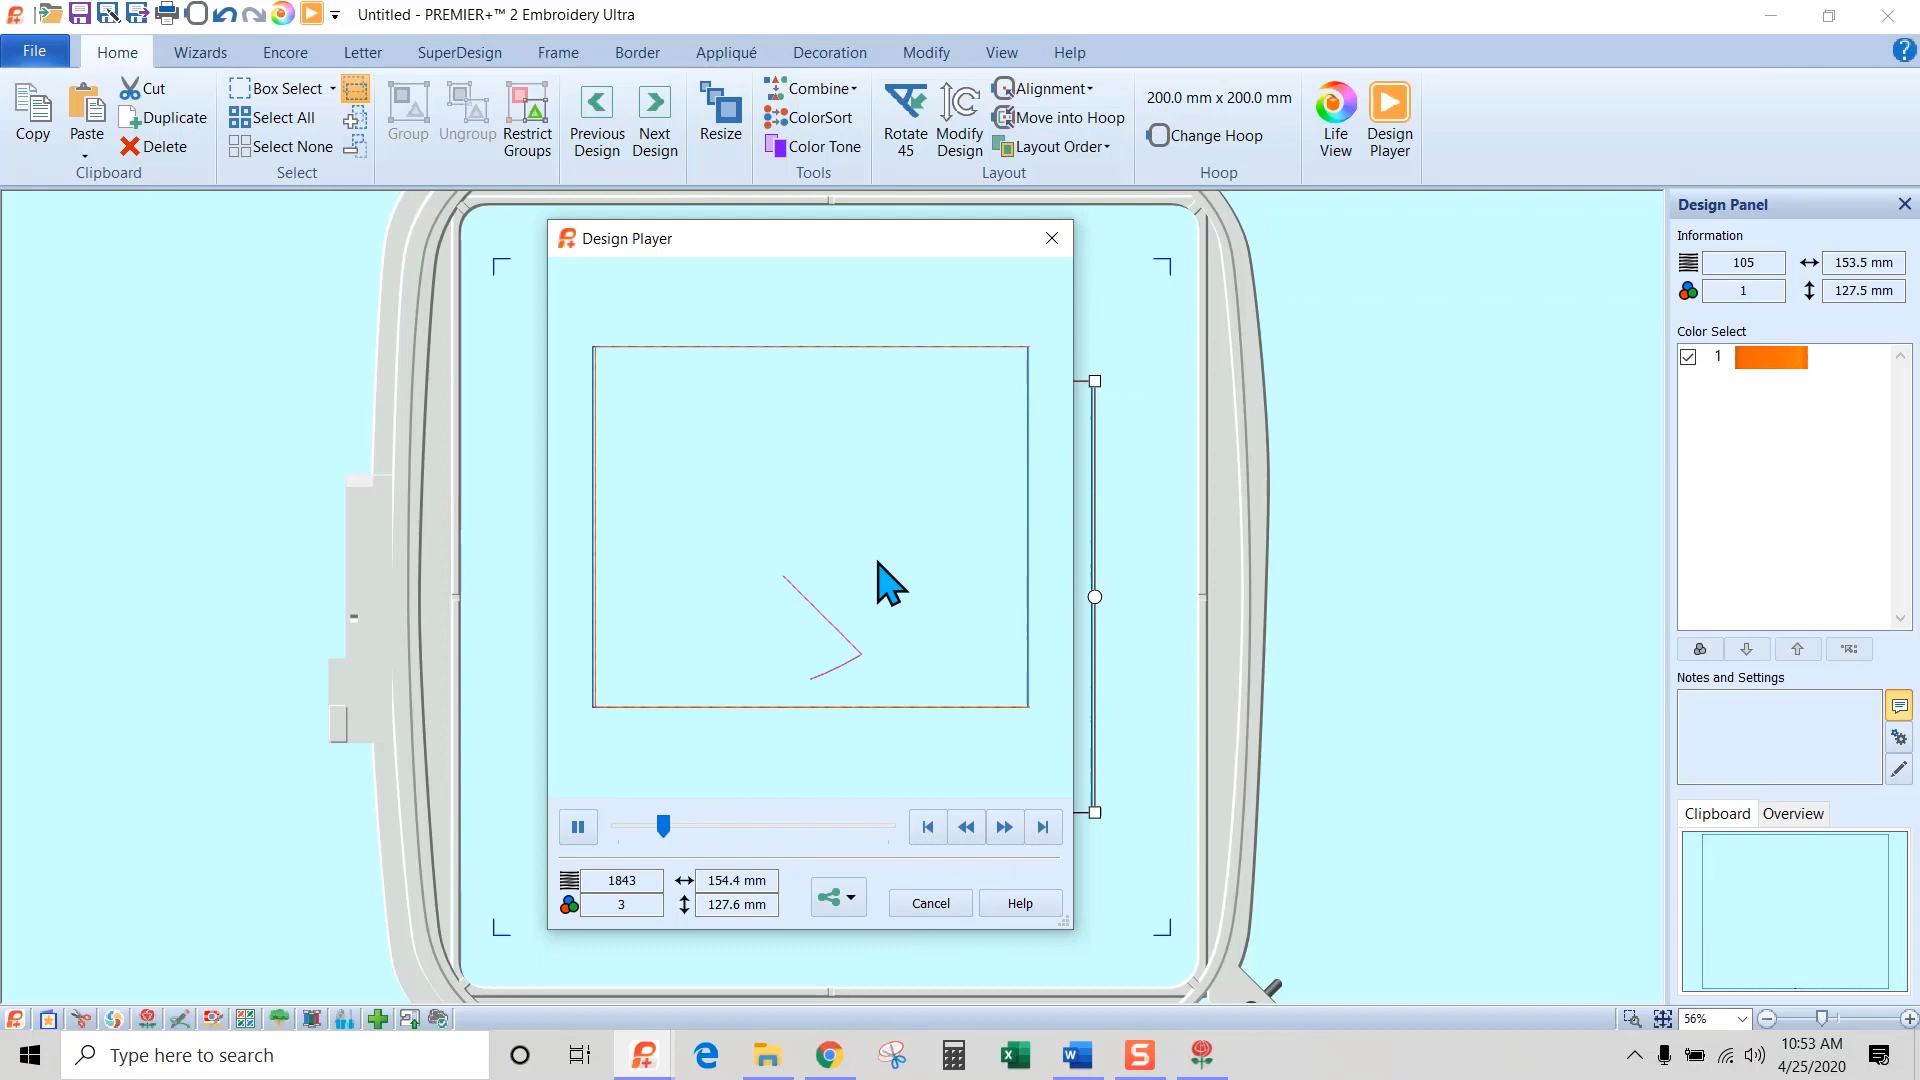 Untitled - PREMIER+™ 2 Embroidery Ultra
File Home Wizards Encore Letter SuperDesign Frame Border Appliqué Decoration Modify View Help
Copy
Paste
Cut
Duplicate
Delete
Clipboard
Box Select
Select All
Select None
Select
Group
Ungroup
Restrict
Groups
Previous
Design
Next
Design
Resize
Combine
ColorSort
Color Tone
Tools
Rotate
45
Modify
Design
Alignment
Move into Hoop
Layout Order
Layout
200.0 mm x 200.0 mm
Change Hoop
Hoop
Life
View
Design
Player
Design Player
1843
154.4 mm
3
127.6 mm
Cancel
Help
Design Panel
Information
105
153.5 mm
1
127.5 mm
Color Select
1
Notes and Settings
Clipboard Overview
56%
Type here to search
10:53 AM
4/25/2020